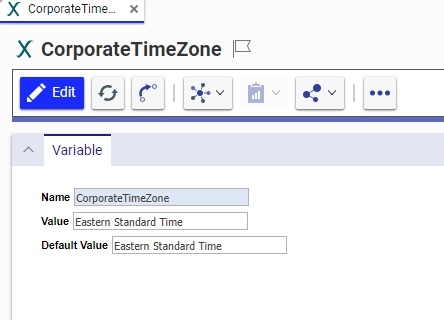 CorporateTime...
CorporateTimeZone
Edit
Variable
Name CorporateTimeZone
Value Eastern Standard Time
Default Value Eastern Standard Time